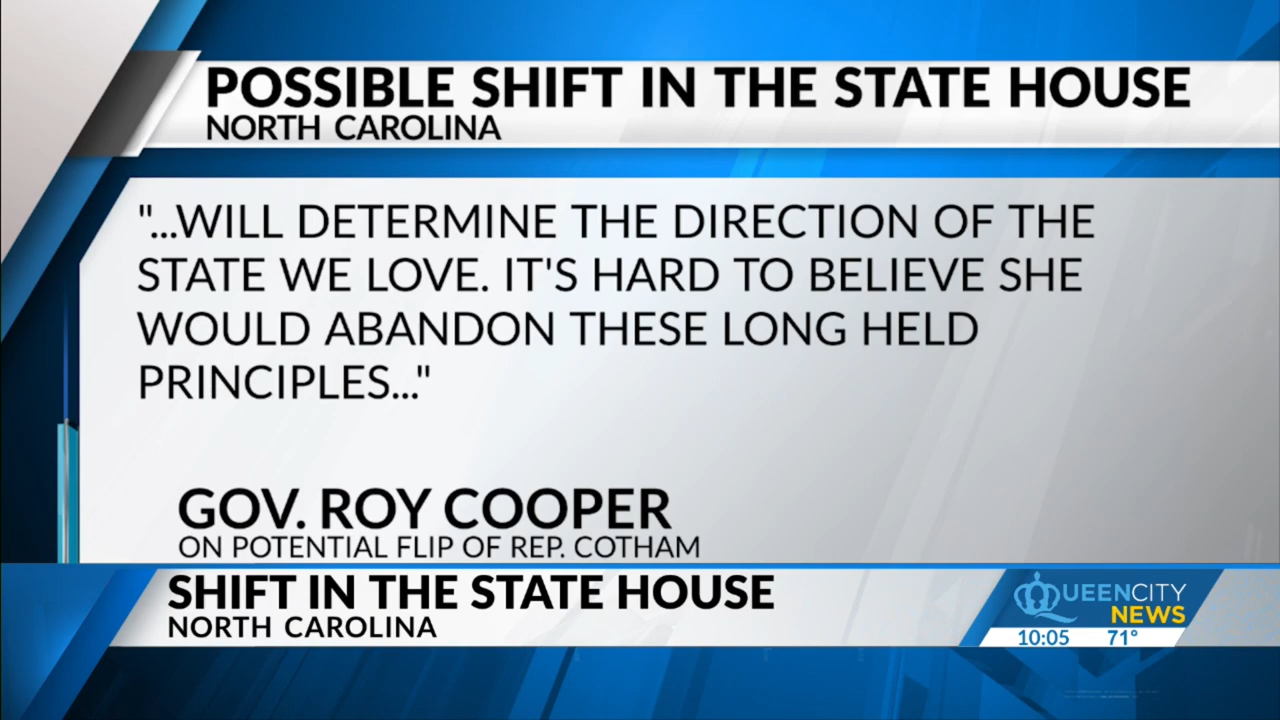 POSSIBLE SHIFT IN THE STATE HOUSE
NORTH CAROLINA
"...WILL DETERMINE THE DIRECTION OF THE
STATE WE LOVE. IT'S HARD TO BELIEVE SHE
WOULD ABANDON THESE LONG HELD
PRINCIPLES..."
GOV. ROY COOPER
ON POTENTIAL FLIP OF REP. COTHAM
SHIFT IN THE STATE HOUSE
NORTH CAROLINA
QUEENCITY
NEWS
10:05 71°